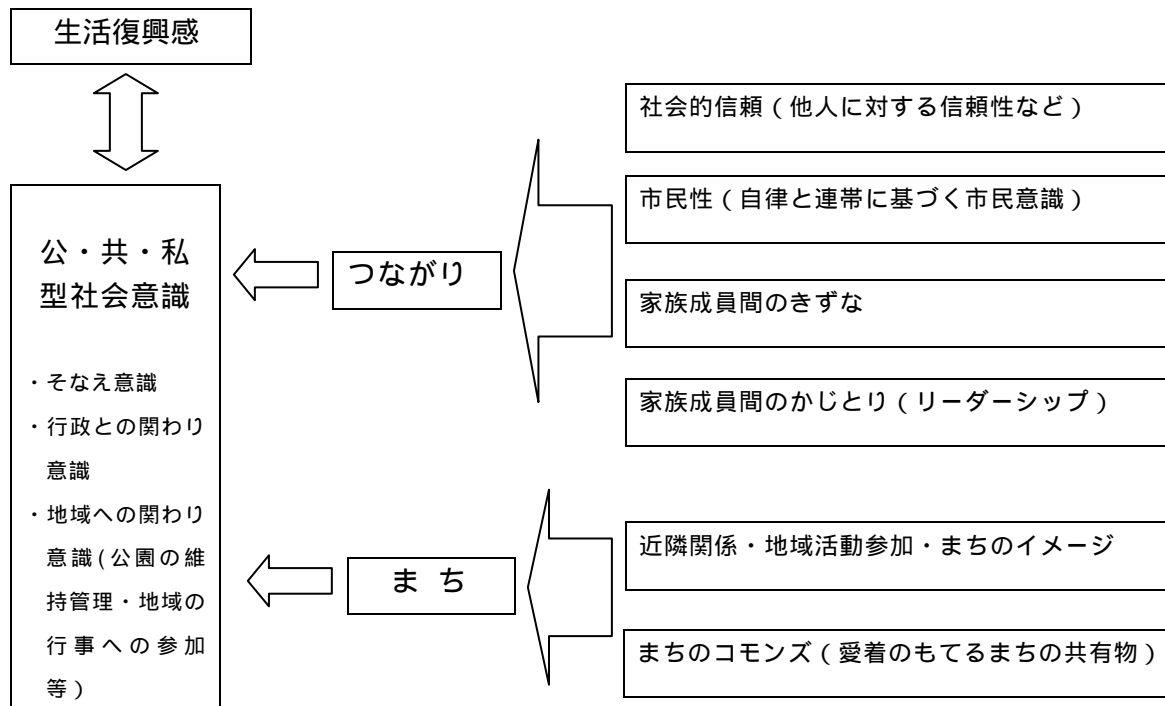 生活復興感
公・共・私
型社会意識
・そなえ意識
・行政との関わり
意識
・地域への関わり
意識(公園の維
持管理・地域の
行事への参加
等）
つながり
まち
社会的信頼（他人に対する信頼性など）
市民性（自律と連帯に基づく市民意識）
家族成員間のきずな
家族成員間のかじとり（リーダーシップ）
近隣関係・地域活動参加・まちのイメージ
まちのコモンズ（愛着のもてるまちの共有物）